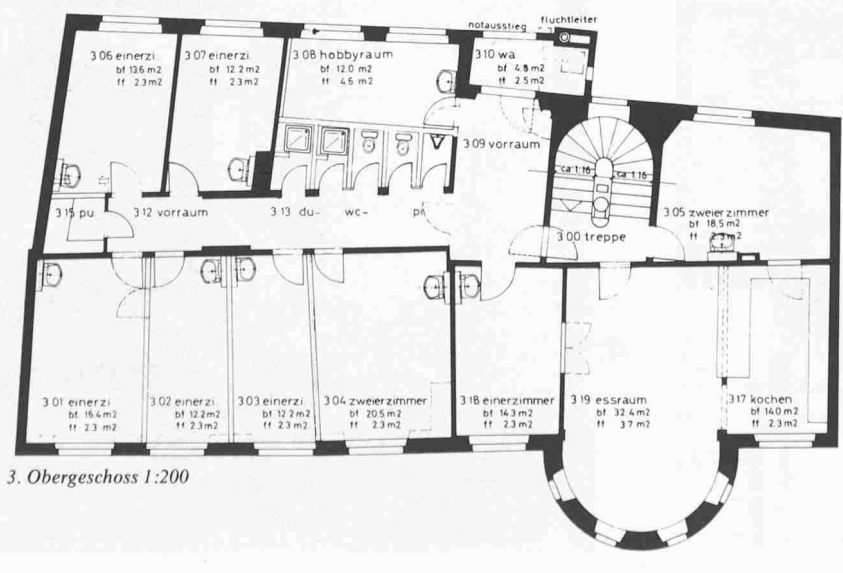 notausstieg fluchtleiter
3.06 einerzi.
bf 13.6 m2
ff 2.3 m2
3.07 einerzi.
bf 12.2 m2
ff 2.3 m2
3.08 hobbyraum
bf 12.0 m2
ff 4.6 m2
3.10 wa
bf 4.8 m2
ff 2.5 m2
3.09 vorraum
ca 1.16 ca 1.16
3.15 pu.
3.12 vorraum
3.13 du- wc- pi
3.00 treppe
3.05 zweierzimmer
bf 18.5 m2
ff 2.3 m2
3.01 einerzi.
bf 16.4 m2
ff 2.3 m2
3.02 einerzi.
bf 12.2 m2
ff 2.3 m2
3.03 einerzi.
bf 12.2 m2
ff 2.3 m2
3.04 zweierzimmer
bf 20.5 m2
ff 2.3 m2
3.18 einerzimmer
bf 14.3 m2
ff 2.3 m2
3.19 essraum
bf 32.4 m2
ff 3.7 m2
3.17 kochen
bf 14.0 m2
ff 2.3 m2
3. Obergeschoss 1:200